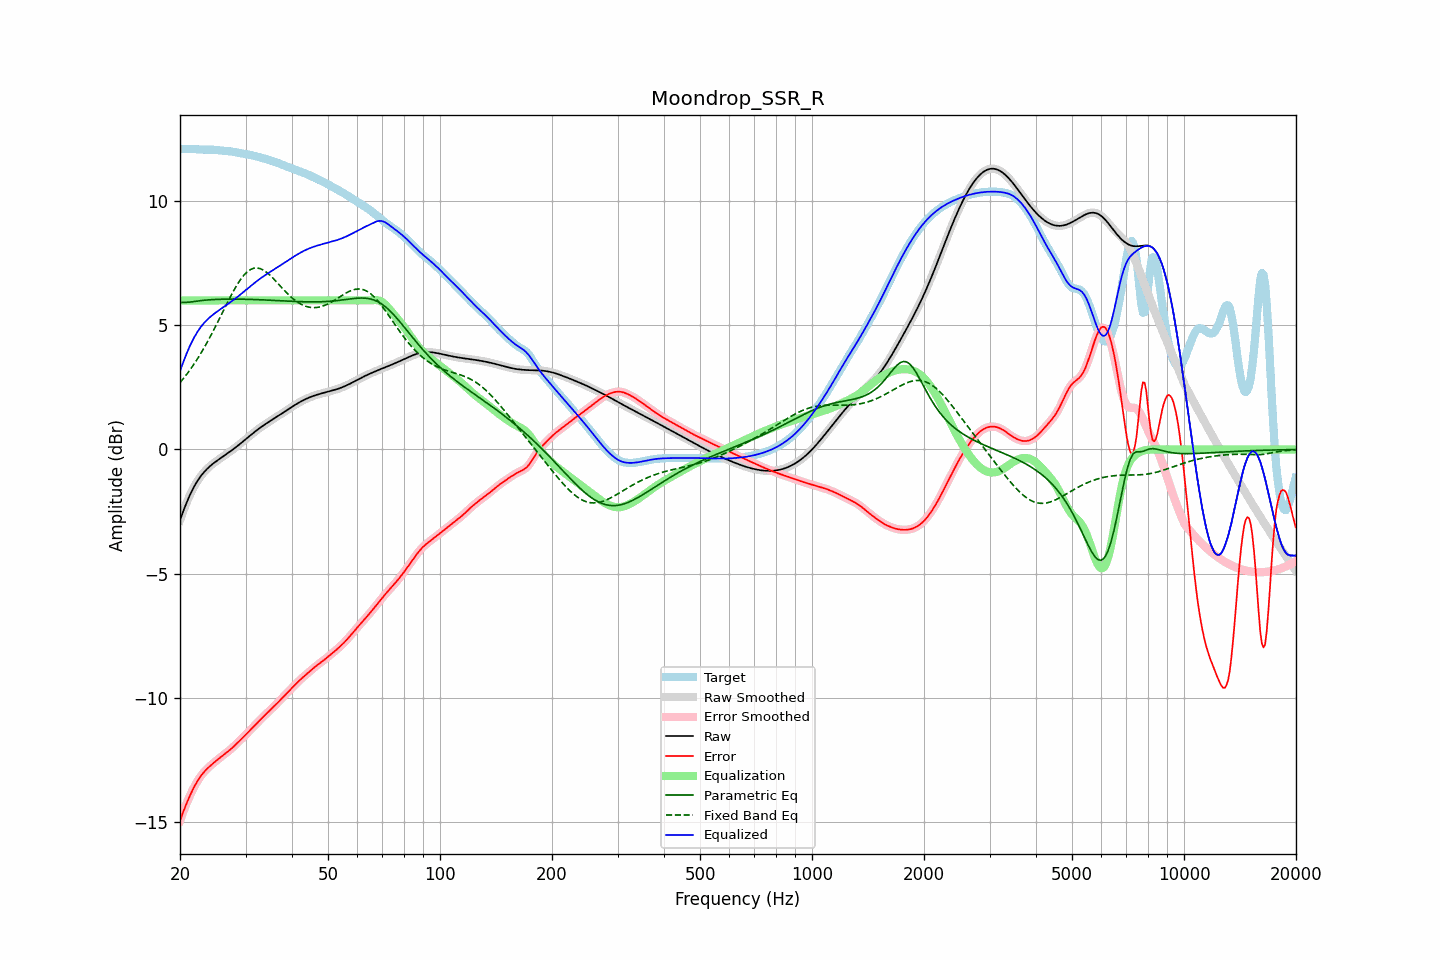 Moondrop_SSR_R
Amplitude (dBr)
10
5
0
−5
−10
−15
Target
Raw Smoothed
Error Smoothed
Raw
Error
Equalization
Parametric Eq
Fixed Band Eq
Equalized
20 50 100 200 500 1000 2000 5000 10000 20000
Frequency (Hz)